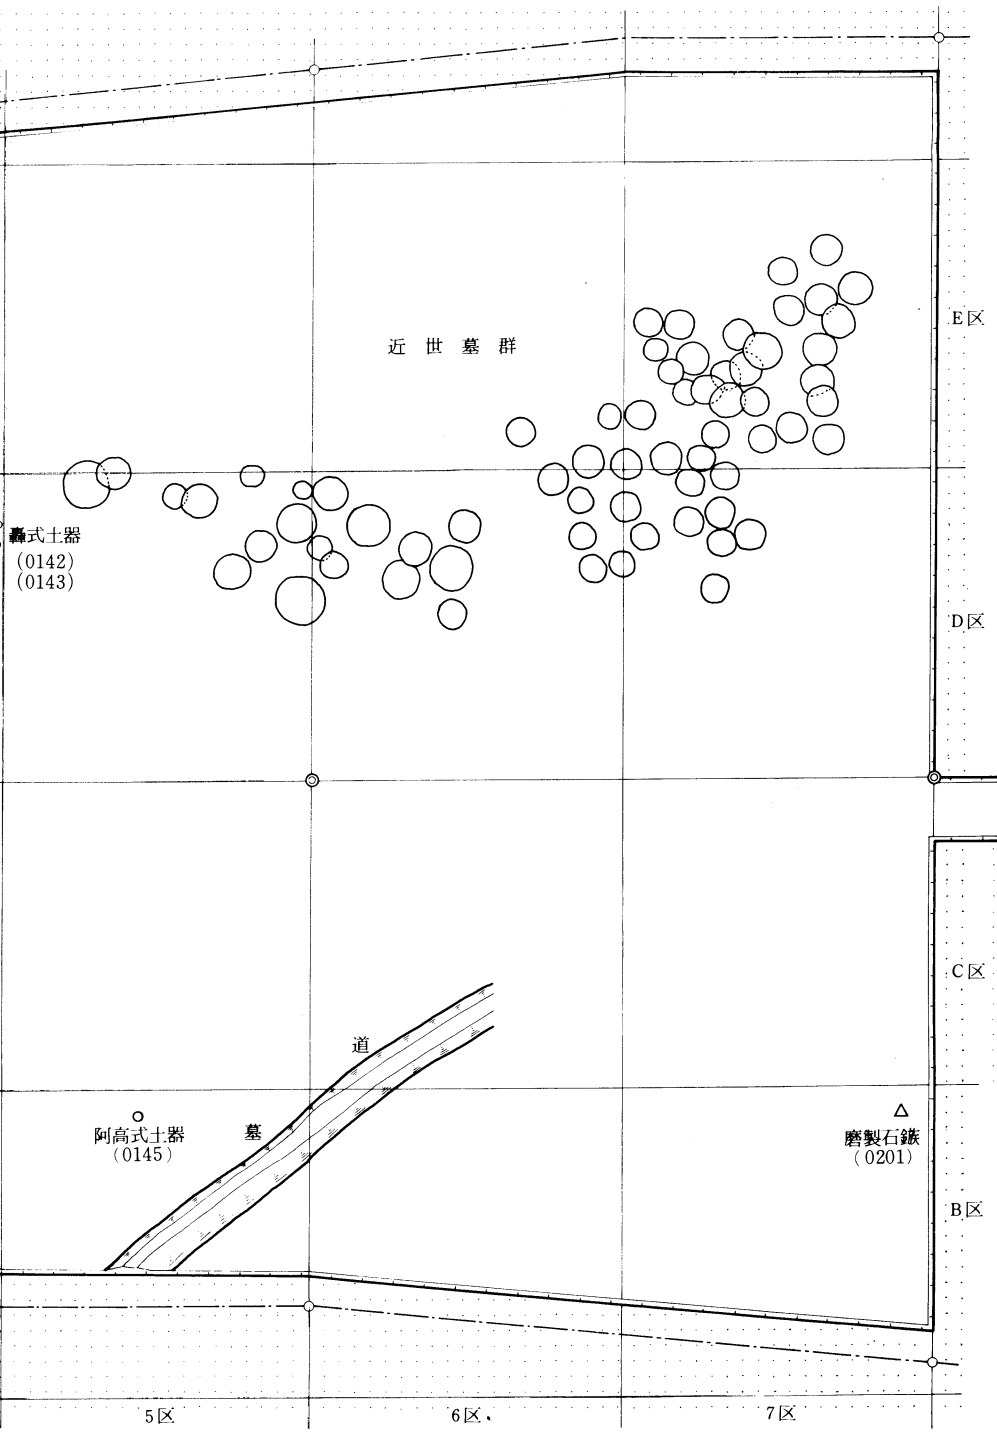 近世墓群
E区
轟式土器
(0142)
(0143)
D区
C区
道
墓
阿高式土器
(0145)
磨製石鏃
(0201)
B区
5区
6区
7区